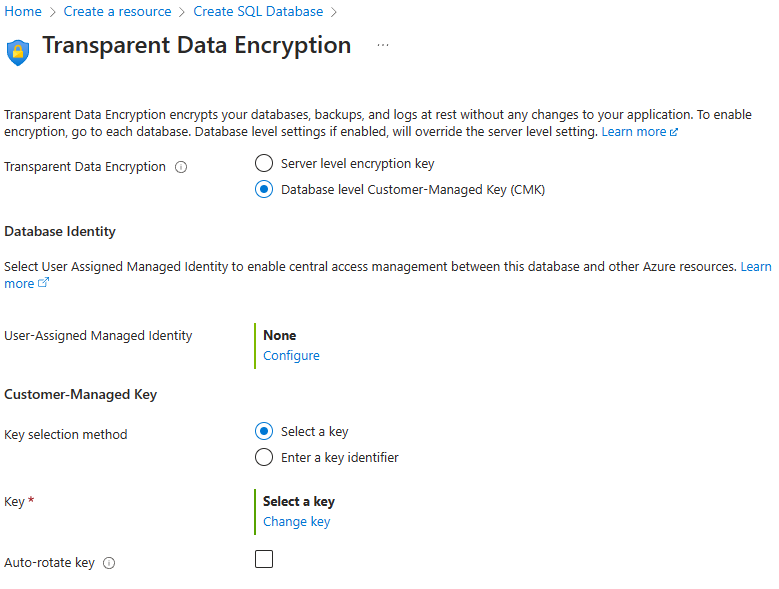 Home > Create a resource > Create SQL Database >
Transparent Data Encryption ...
Transparent Data Encryption encrypts your databases, backups, and logs at rest without any changes to your application. To enable
encryption, go to each database. Database level settings if enabled, will override the server level setting. Learn more
Transparent Data Encryption
Server level encryption key
Database level Customer-Managed Key (CMK)
Database Identity
Select User Assigned Managed Identity to enable central access management between this database and other Azure resources. Learn
more
User-Assigned Managed Identity
None
Configure
Customer-Managed Key
Key selection method
Select a key
Enter a key identifier
Key *
Select a key
Change key
Auto-rotate key